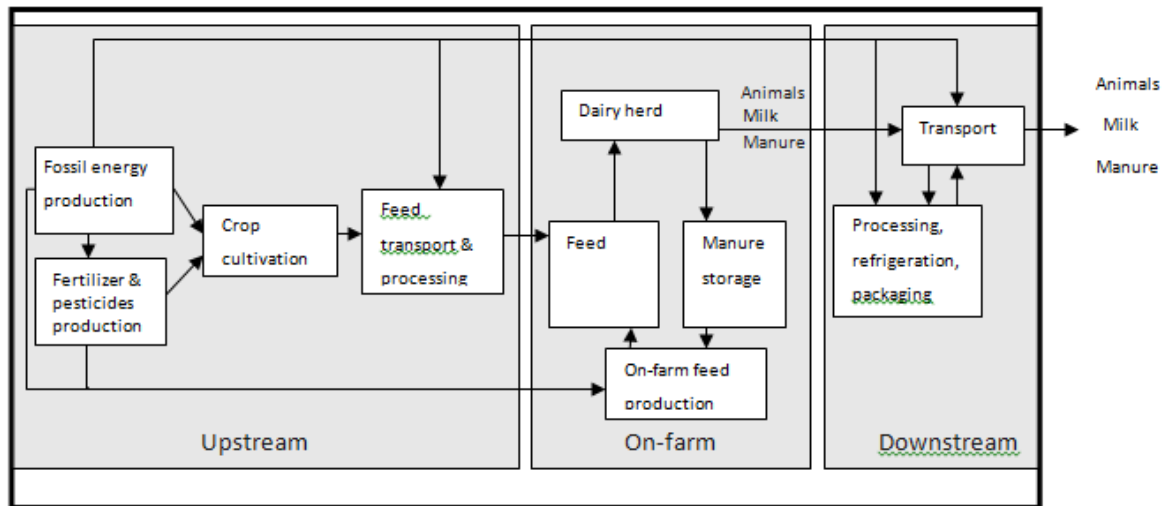 Fossil energy
production
Fertilizer &
pesticides
production
Crop
cultivation
Feed
transport &
processing
Upstream
Dairy herd
Feed
Manure
storage
On-farm feed
production
On-farm
Animals
Milk
Manure
Transport
Processing,
refrigeration,
packaging
Downstream
Animals
Milk
Manure